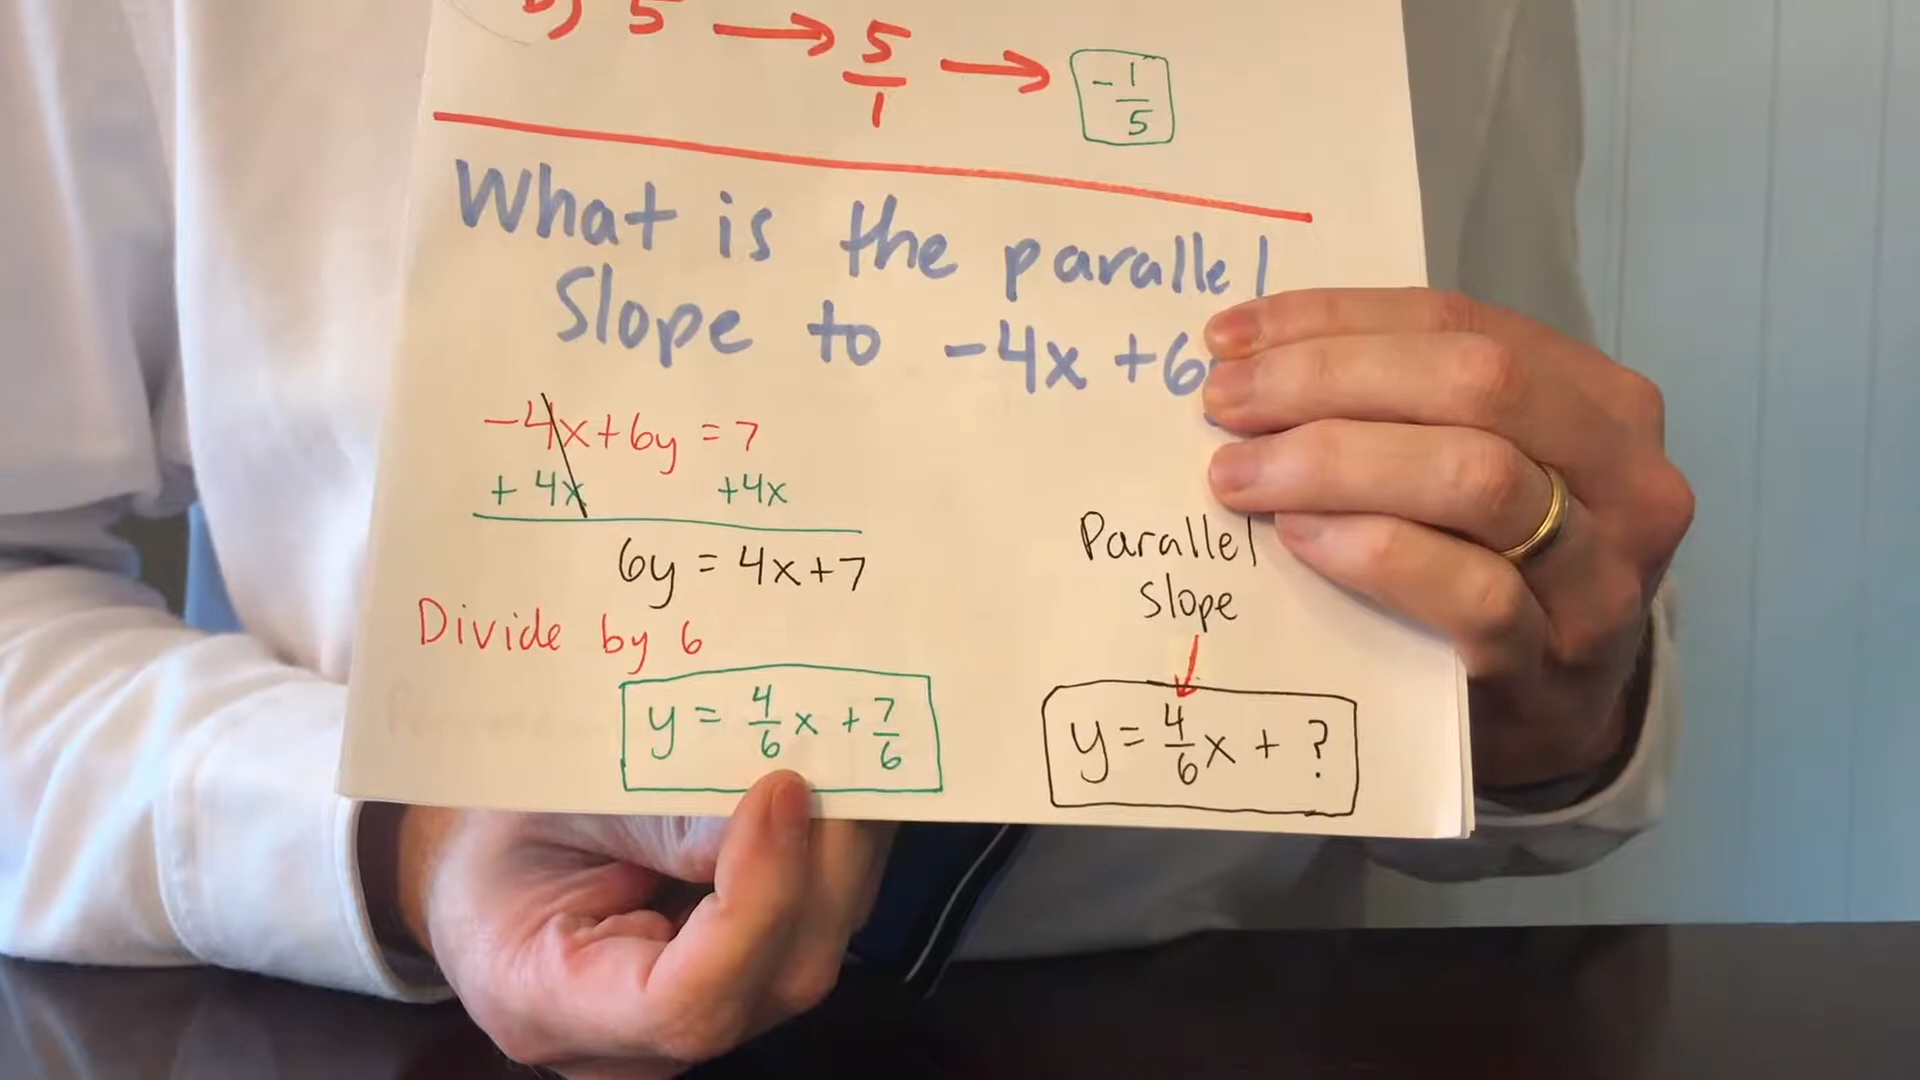 b) 5 → 5/1 → -1/5
What is the parallel
Slope to -4x +6
-4x+6y = 7
+ 4x +4x
6y = 4x+7
Divide by 6
y = 4/6 x + 7/6
Parallel
slope
y = 4/6 x + ?